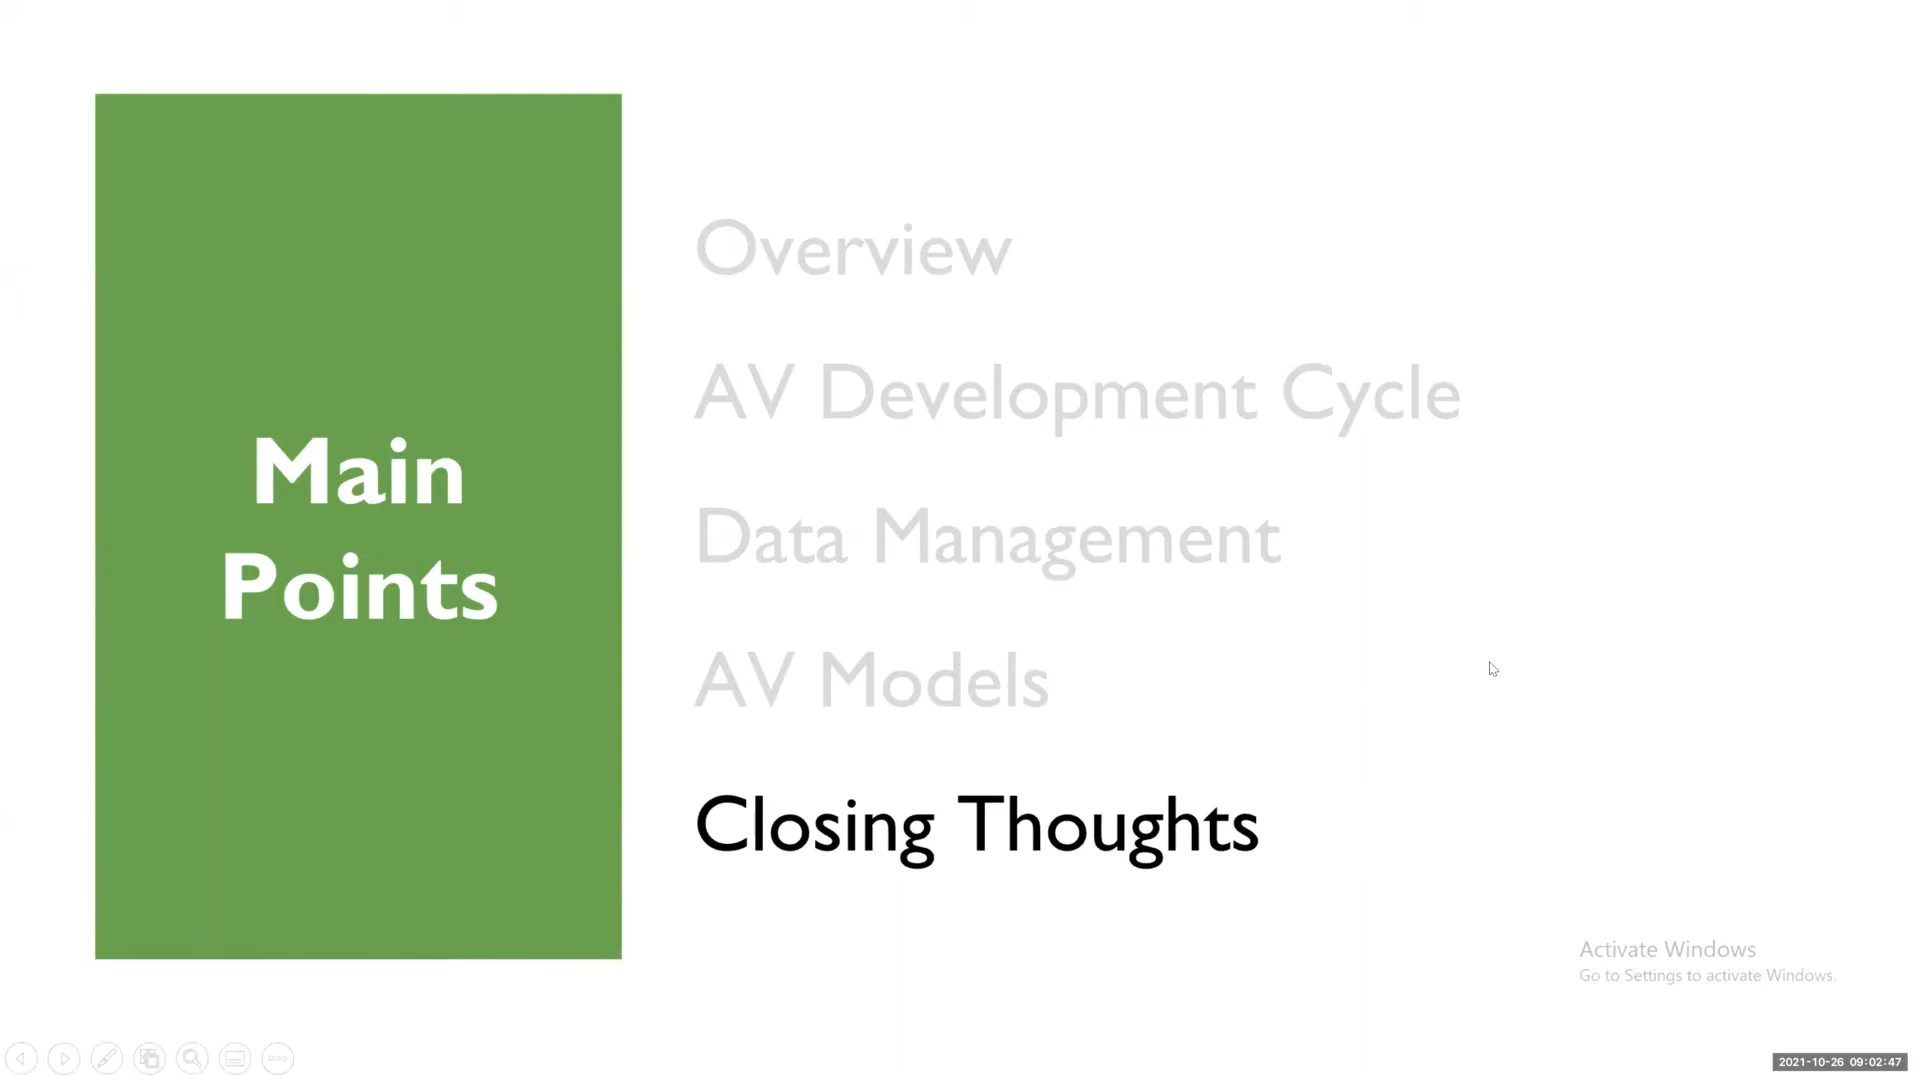 Main
Points
Overview
AV Development Cycle
Data Management
AV Models
Closing Thoughts
Activate Windows
Go to Settings to activate Windows.
2021-10-26 09:02:47